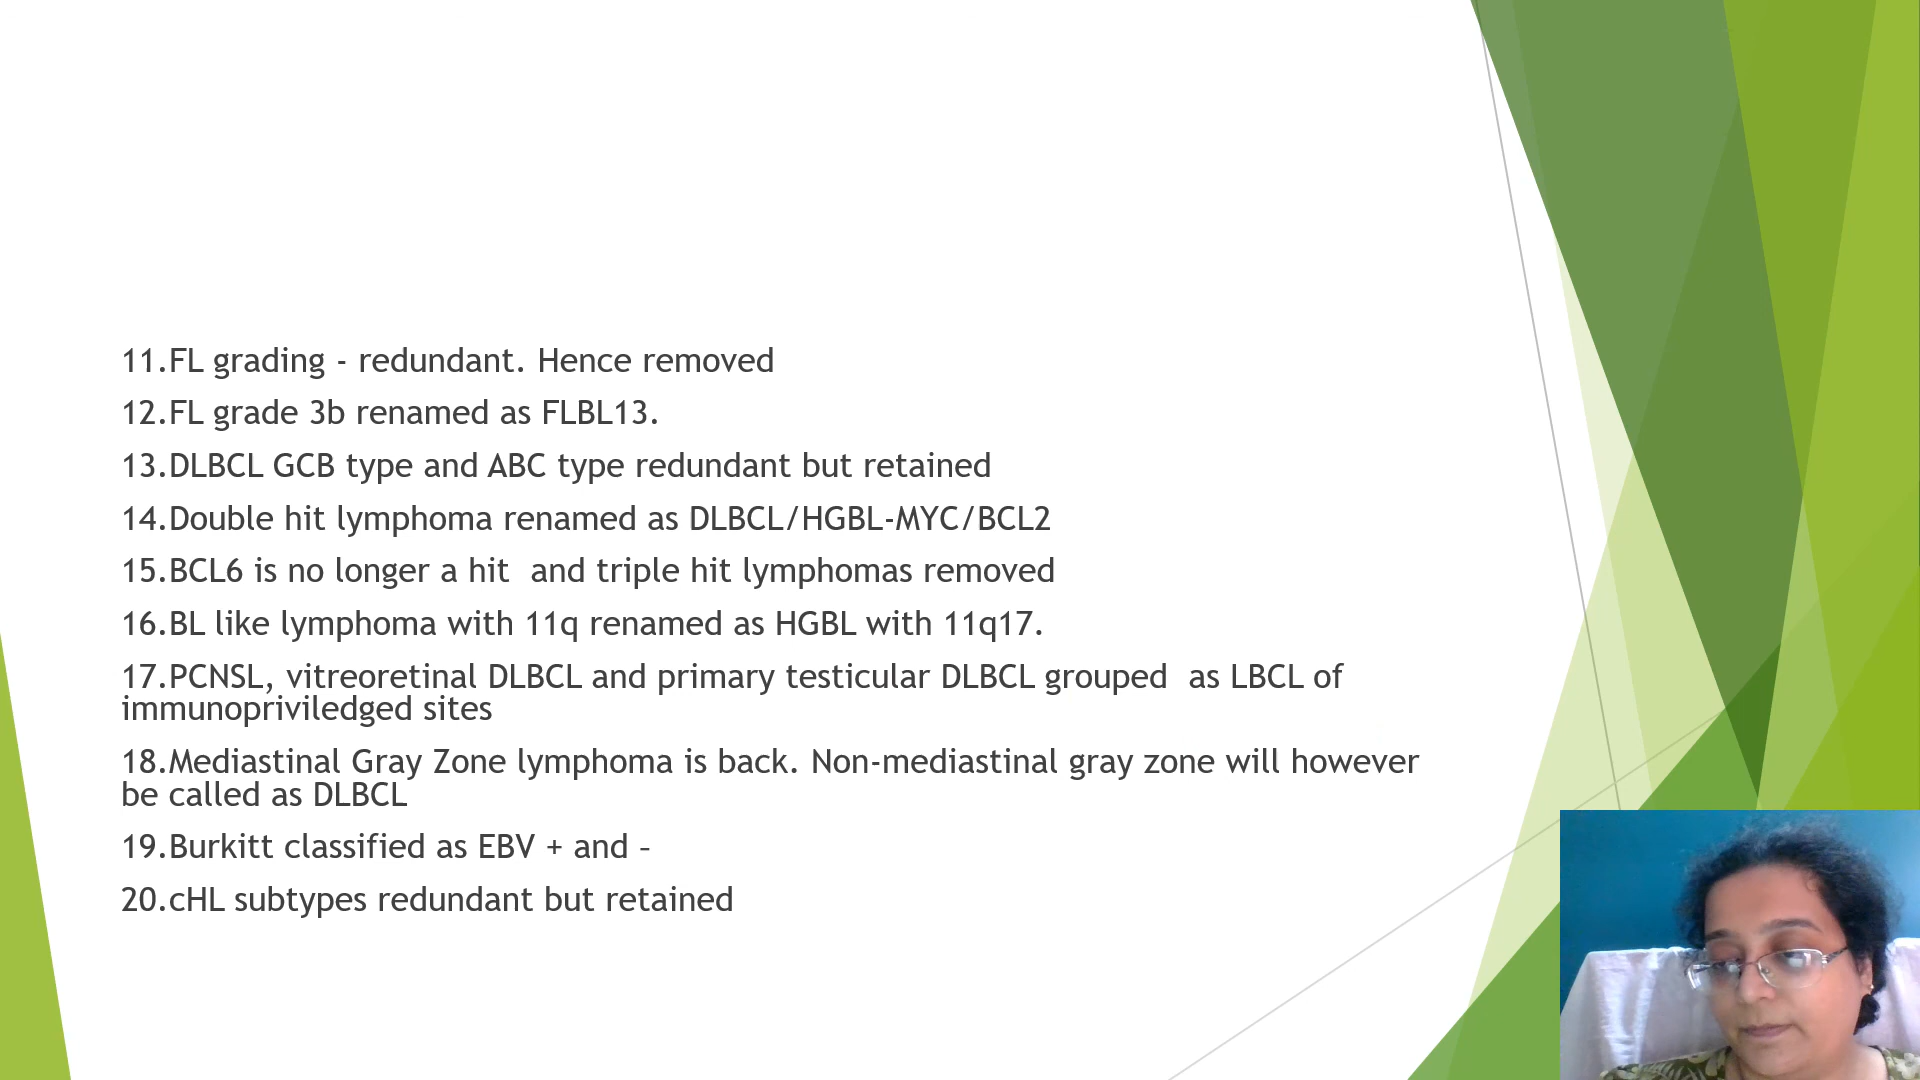 11.FL grading - redundant. Hence removed
12.FL grade 3b renamed as FLBL13.
13.DLBCL GCB type and ABC type redundant but retained
14.Double hit lymphoma renamed as DLBCL/HGBL-MYC/BCL2
15.BCL6 is no longer a hit  and triple hit lymphomas removed
16.BL like lymphoma with 11q renamed as HGBL with 11q17.
17.PCNSL, vitreoretinal DLBCL and primary testicular DLBCL grouped  as LBCL of
immunopriviledged sites
18.Mediastinal Gray Zone lymphoma is back. Non-mediastinal gray zone will however
be called as DLBCL
19.Burkitt classified as EBV + and –
20.cHL subtypes redundant but retained